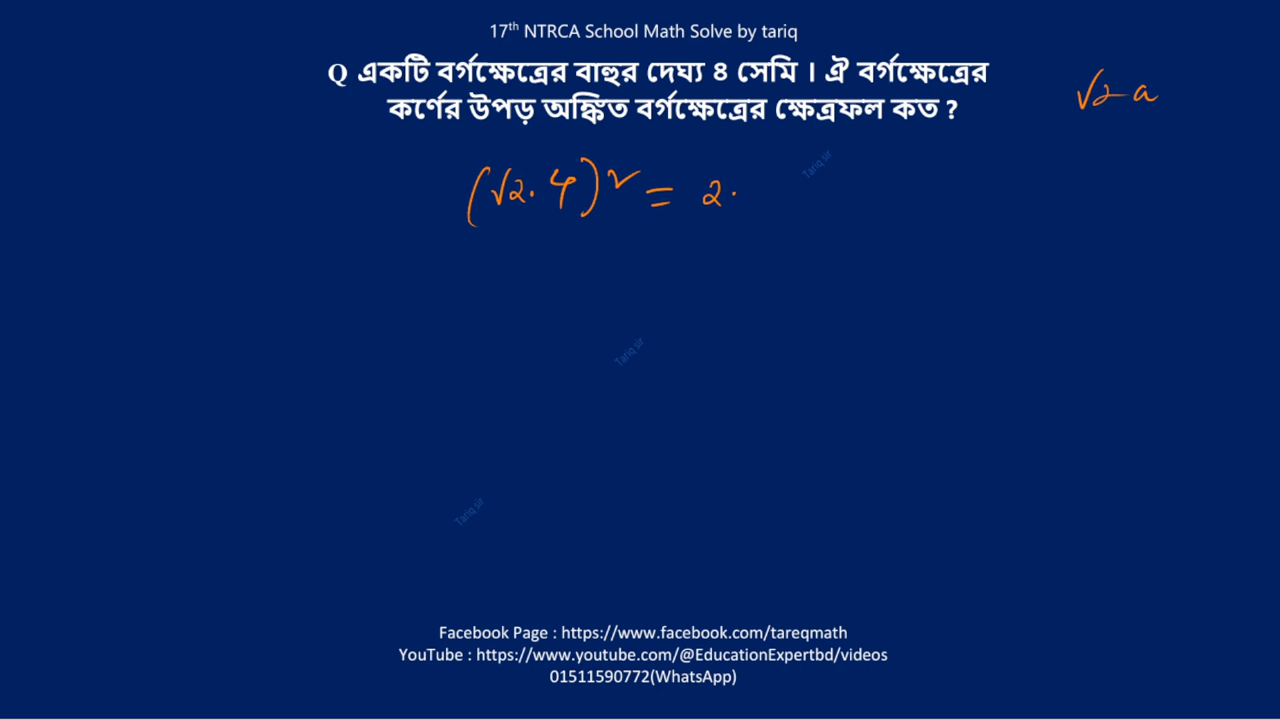 17th NTRCA School Math Solve by tariq
Q একটি বর্গক্ষেত্রের বাহুর দের্ঘ্য ৪ সেমি । ঐ বর্গক্ষেত্রের
কর্ণের উপড় অঙ্কিত বর্গক্ষেত্রের ক্ষেত্রফল কত ?
√2 a
(√2. 4)² = 2.
Tariq sir
Tariq sir
Tariq sir
Facebook Page : https://www.facebook.com/tareqmath
YouTube : https://www.youtube.com/@EducationExpertbd/videos
01511590772(WhatsApp)